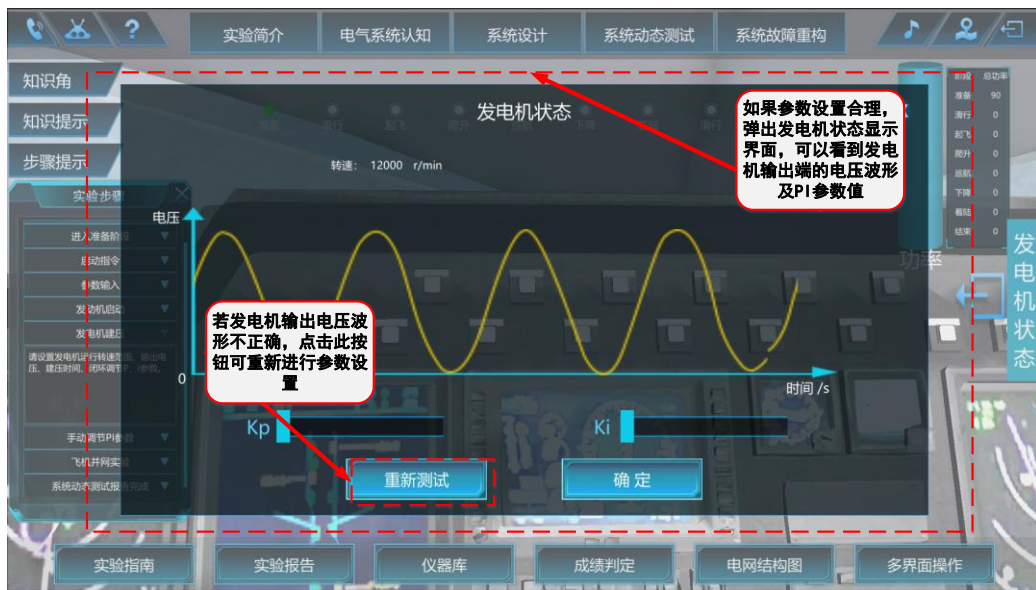 ?
实验简介
电气系统认知
系统设计
系统动态测试
系统故障重构
知识角
知识提示
步骤提示
实验步骤
进入准备阶段
启动指令
参数输入
发动机启动
发电机建压
请设置发电机运行转速范围、输出电
压、建压时间、闭环调节P、I参数。
手动调节PI参数
飞机并网实
系统动态测试报告完成
发电机状态
转速: 12000 r/min
电压
0
时间 /s
Kp
Ki
重新测试
确 定
如果参数设置合理，
弹出发电机状态显示
界面，可以看到发电
机输出端的电压波形
及PI参数值
若发电机输出电压波
形不正确，点击此按
钮可重新进行参数设
置
阶段 总功率
准备 90
滑行 0
起飞 0
爬升 0
巡航 0
下降 0
着陆 0
结束 0
功率
发电机状态
实验指南
实验报告
仪器库
成绩判定
电网结构图
多界面操作